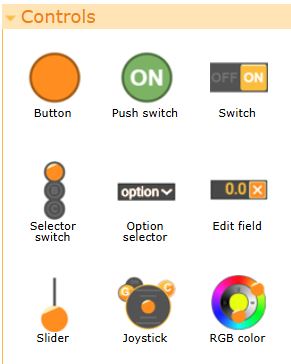 Controls
ON
OFF ON
Button
Push switch
Switch
option
0.0
Selector
switch
Option
selector
Edit field
G C
Slider
Joystick
RGB color